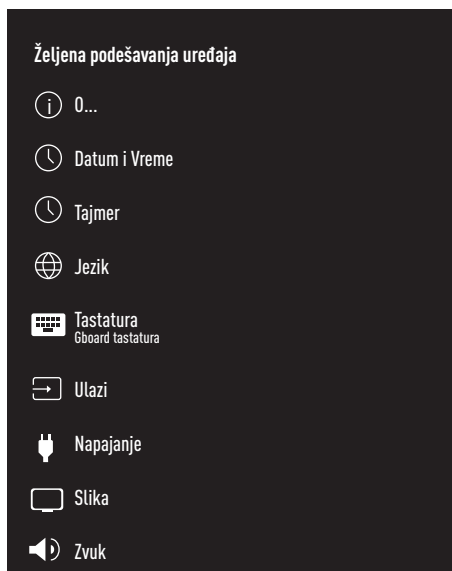 Željena podešavanja uređaja
O...
Datum i Vreme
Tajmer
Jezik
Tastatura
Gboard tastatura
Ulazi
Napajanje
Slika
Zvuk